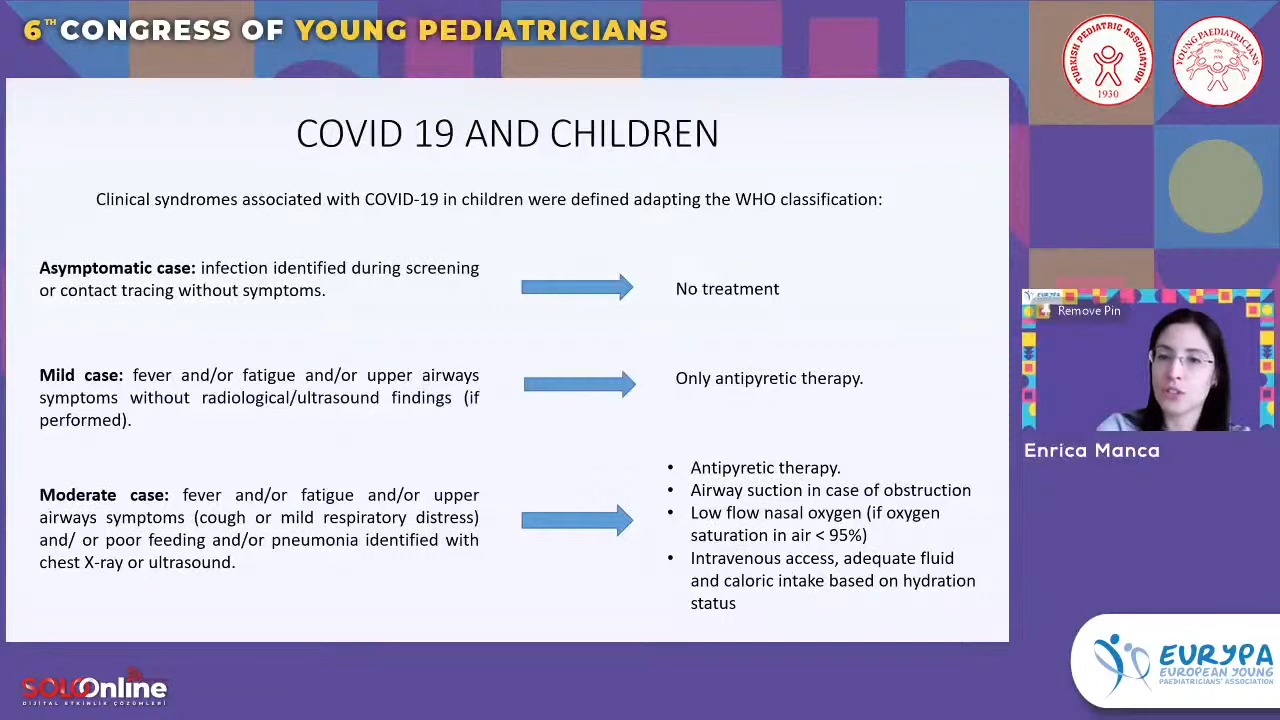 6TH CONGRESS OF YOUNG PEDIATRICIANS
TURKISH PEDIATRIC ASSOCIATION
1930
YOUNG PAEDIATRICIANS
COVID 19 AND CHILDREN
Clinical syndromes associated with COVID-19 in children were defined adapting the WHO classification:
Asymptomatic case: infection identified during screening
or contact tracing without symptoms.
No treatment
Mild case: fever and/or fatigue and/or upper airways
symptoms without radiological/ultrasound findings (if
performed).
Only antipyretic therapy.
Moderate case: fever and/or fatigue and/or upper
airways symptoms (cough or mild respiratory distress)
and/ or poor feeding and/or pneumonia identified with
chest X-ray or ultrasound.
• Antipyretic therapy.
• Airway suction in case of obstruction
• Low flow nasal oxygen (if oxygen
saturation in air < 95%)
• Intravenous access, adequate fluid
and caloric intake based on hydration
status
Remove Pin
Enrica Manca
SOLOOnline
DİJİTAL ETKİNLİK ÇÖZÜMLERİ
EURYPA
EUROPEAN YOUNG
PAEDIATRICIANS' ASSOCIATION